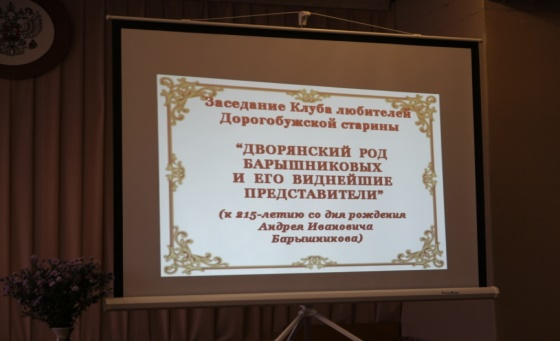 Заседание Клуба любителей
Дорогобужской старины
“ДВОРЯНСКИЙ РОД
БАРЫШНИКОВЫХ
И ЕГО ВИДНЕЙШИЕ
ПРЕДСТАВИТЕЛИ”
(к 215-летию со дня рождения
Андрея Ивановича
Барышникова)